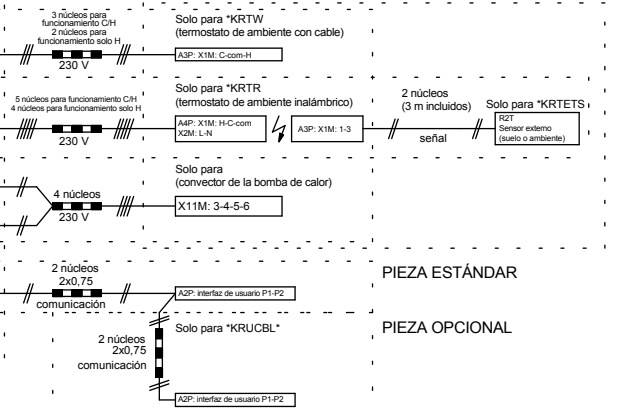 3 núcleos para
funcionamiento C/H
2 núcleos para
funcionamiento solo H
230 V
Solo para *KRTW
(termostato de ambiente con cable)
A3P: X1M: C-com-H
5 núcleos para funcionamiento C/H
4 núcleos para funcionamiento solo H
230 V
Solo para *KRTR
(termostato de ambiente inalámbrico)
A4P: X1M: H-C-com
X2M: L-N
A3P: X1M: 1-3
2 núcleos
(3 m incluidos)
señal
Solo para *KRTETS
R2T
Sensor externo
(suelo o ambiente)
4 núcleos
230 V
Solo para
(convector de la bomba de calor)
X11M: 3-4-5-6
2 núcleos
2x0,75
comunicación
A2P: interfaz de usuario P1-P2
PIEZA ESTÁNDAR
2 núcleos
2x0,75
comunicación
Solo para *KRUCBL*
A2P: interfaz de usuario P1-P2
PIEZA OPCIONAL